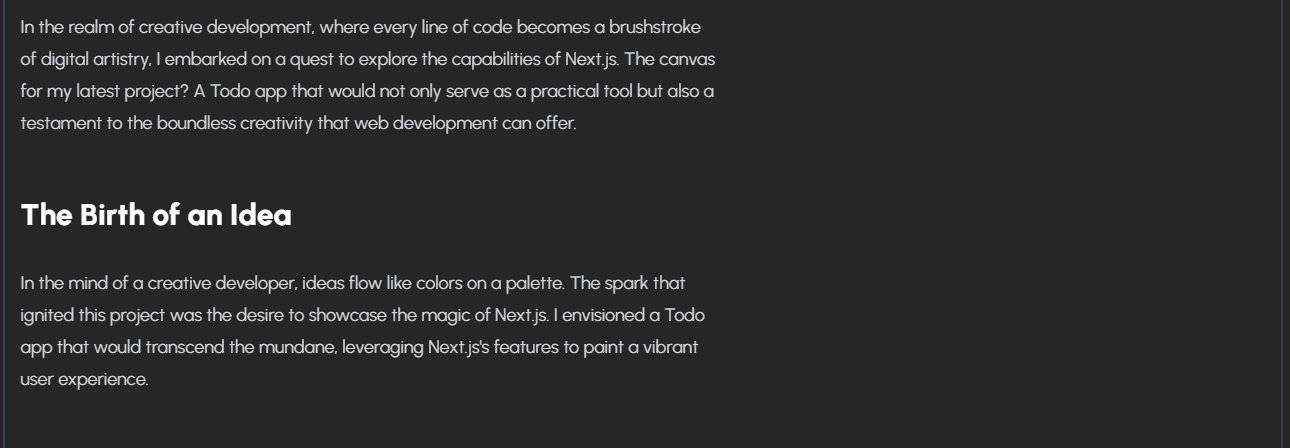 In the realm of creative development, where every line of code becomes a brushstroke
of digital artistry, I embarked on a quest to explore the capabilities of Next.js. The canvas
for my latest project? A Todo app that would not only serve as a practical tool but also a
testament to the boundless creativity that web development can offer.
The Birth of an Idea
In the mind of a creative developer, ideas flow like colors on a palette. The spark that
ignited this project was the desire to showcase the magic of Next.js. I envisioned a Todo
app that would transcend the mundane, leveraging Next.js's features to paint a vibrant
user experience.